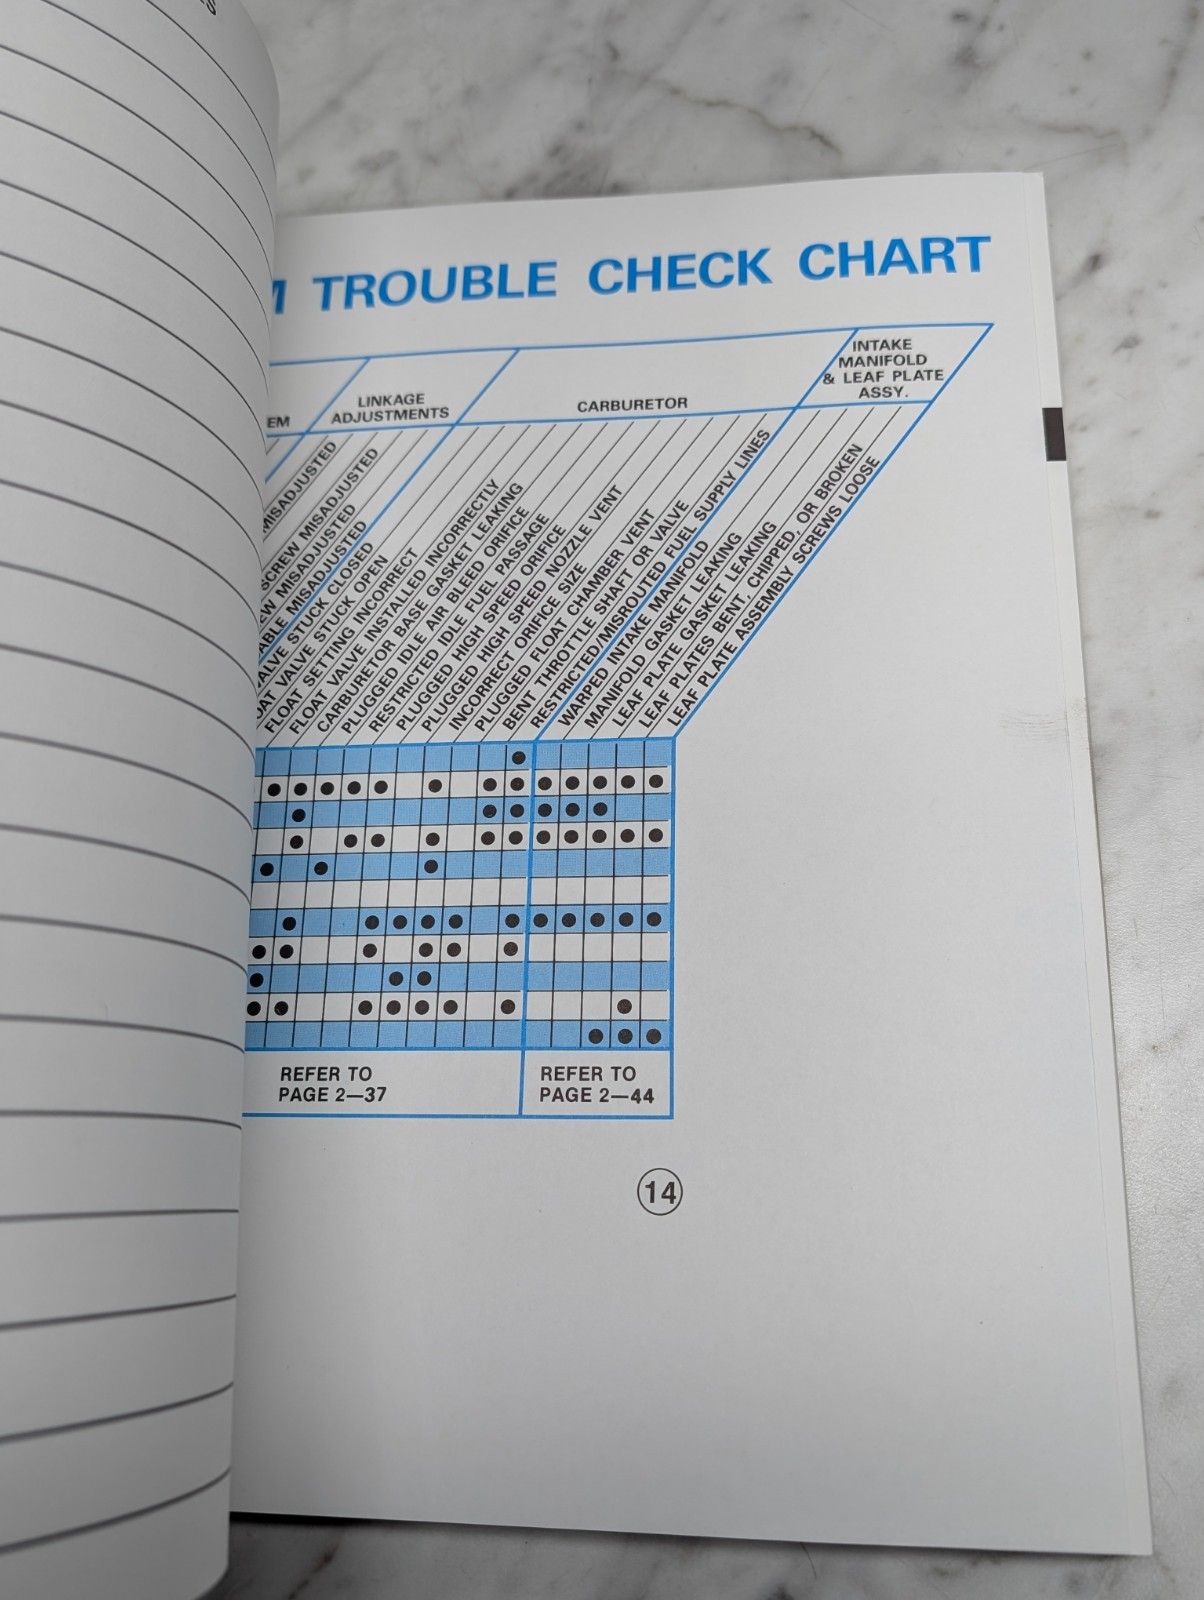 TROUBLE CHECK CHART
LINKAGE
ADJUSTMENTS
CARBURETOR
INTAKE
MANIFOLD
& LEAF PLATE
ASSY.
MISADJUSTED
SCREW MISADJUSTED
MISADJUSTED
MISADJUSTED
STUCK CLOSED
VALVE STUCK OPEN
FLOAT SETTING INCORRECT
FLOAT VALVE INSTALLED INCORRECTLY
CARBURETOR BASE GASKET LEAKING
PLUGGED IDLE AIR BLEED ORIFICE
RESTRICTED IDLE FUEL PASSAGE
PLUGGED HIGH SPEED ORIFICE
PLUGGED HIGH SPEED NOZZLE VENT
INCORRECT ORIFICE SIZE
PLUGGED FLOAT CHAMBER VENT
BENT THROTTLE SHAFT OR VALVE
RESTRICTED/MISROUTED FUEL SUPPLY LINES
WARPED INTAKE MANIFOLD
MANIFOLD GASKET LEAKING
LEAF PLATE GASKET LEAKING
LEAF PLATES BENT, CHIPPED, OR BROKEN
LEAF PLATE ASSEMBLY SCREWS LOOSE
REFER TO
PAGE 2—37
REFER TO
PAGE 2—44
14